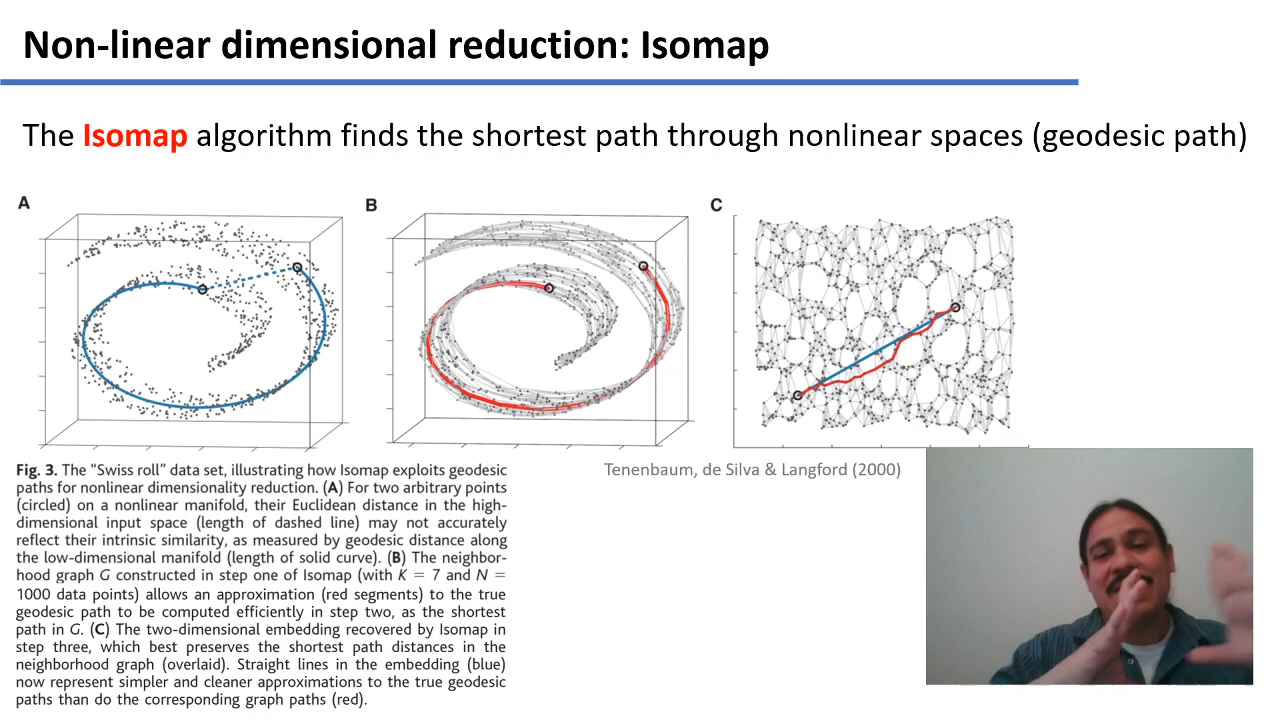 Non-linear dimensional reduction: Isomap
The Isomap algorithm finds the shortest path through nonlinear spaces (geodesic path)
A
B
C
Fig. 3. The "Swiss roll" data set, illustrating how Isomap exploits geodesic
paths for nonlinear dimensionality reduction. (A) For two arbitrary points
(circled) on a nonlinear manifold, their Euclidean distance in the high-
dimensional input space (length of dashed line) may not accurately
reflect their intrinsic similarity, as measured by geodesic distance along
the low-dimensional manifold (length of solid curve). (B) The neighbor-
hood graph G constructed in step one of Isomap (with K = 7 and N =
1000 data points) allows an approximation (red segments) to the true
geodesic path to be computed efficiently in step two, as the shortest
path in G. (C) The two-dimensional embedding recovered by Isomap in
step three, which best preserves the shortest path distances in the
neighborhood graph (overlaid). Straight lines in the embedding (blue)
now represent simpler and cleaner approximations to the true geodesic
paths than do the corresponding graph paths (red).
Tenenbaum, de Silva & Langford (2000)